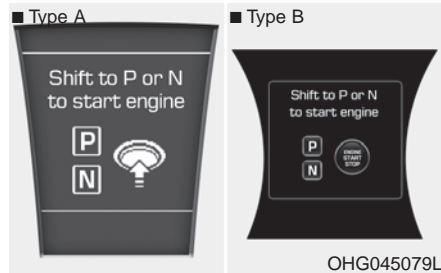 ■ Type A
Shift to P or N
to start engine
P
N
■ Type B
Shift to P or N
to start engine
P
N
ENGINE
START
STOP
OHG045079L